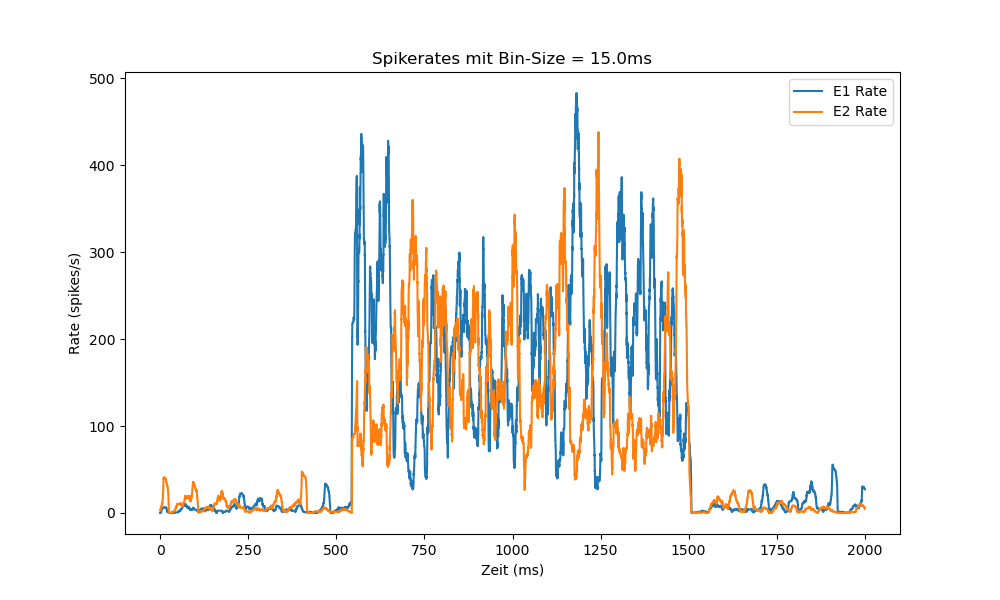 Spikerates mit Bin-Size = 15.0ms
E1 Rate
E2 Rate
Rate (spikes/s)
500
400
300
200
100
0
0 250 500 750 1000 1250 1500 1750 2000
Zeit (ms)